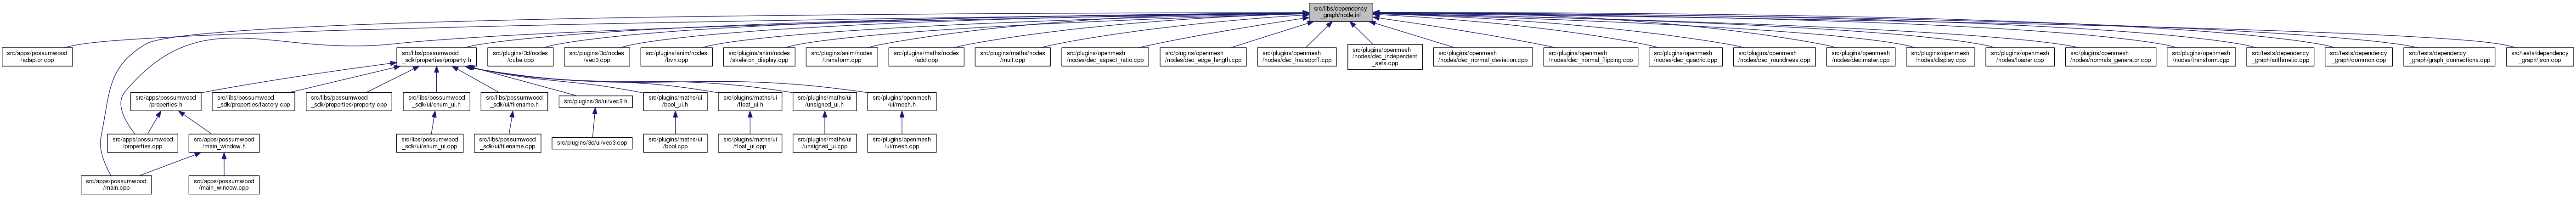 src/libs/dependency
_graph/node.inl
src/apps/possumwood
/adaptor.cpp
src/libs/possumwood
_sdk/properties/property.h
src/plugins/3d/nodes
/cube.cpp
src/plugins/3d/nodes
/vec3.cpp
src/plugins/anim/nodes
/bvh.cpp
src/plugins/anim/nodes
/skeleton_display.cpp
src/plugins/anim/nodes
/transform.cpp
src/plugins/maths/nodes
/add.cpp
src/plugins/maths/nodes
/mult.cpp
src/plugins/openmesh
/nodes/dec_aspect_ratio.cpp
src/plugins/openmesh
/nodes/dec_edge_length.cpp
src/plugins/openmesh
/nodes/dec_hausdorff.cpp
src/plugins/openmesh
/nodes/dec_independent
_sets.cpp
src/plugins/openmesh
/nodes/dec_normal_deviation.cpp
src/plugins/openmesh
/nodes/dec_normal_flipping.cpp
src/plugins/openmesh
/nodes/dec_quadric.cpp
src/plugins/openmesh
/nodes/dec_roundness.cpp
src/plugins/openmesh
/nodes/decimater.cpp
src/plugins/openmesh
/nodes/display.cpp
src/plugins/openmesh
/nodes/loader.cpp
src/plugins/openmesh
/nodes/normals_generator.cpp
src/plugins/openmesh
/nodes/transform.cpp
src/tests/dependency
_graph/arithmetic.cpp
src/tests/dependency
_graph/common.cpp
src/tests/dependency
_graph/graph_connections.cpp
src/tests/dependency
_graph/json.cpp
src/apps/possumwood
/properties.h
src/libs/possumwood
_sdk/properties/factory.cpp
src/libs/possumwood
_sdk/properties/property.cpp
src/libs/possumwood
_sdk/ui/enum_ui.h
src/libs/possumwood
_sdk/ui/filename.h
src/plugins/3d/ui/vec3.h
src/plugins/maths/ui
/bool_ui.h
src/plugins/maths/ui
/float_ui.h
src/plugins/maths/ui
/unsigned_ui.h
src/plugins/openmesh
/ui/mesh.h
src/apps/possumwood
/properties.cpp
src/apps/possumwood
/main_window.h
src/libs/possumwood
_sdk/ui/enum_ui.cpp
src/libs/possumwood
_sdk/ui/filename.cpp
src/plugins/3d/ui/vec3.cpp
src/plugins/maths/ui
/bool.cpp
src/plugins/maths/ui
/float_ui.cpp
src/plugins/maths/ui
/unsigned_ui.cpp
src/plugins/openmesh
/ui/mesh.cpp
src/apps/possumwood
/main.cpp
src/apps/possumwood
/main_window.cpp